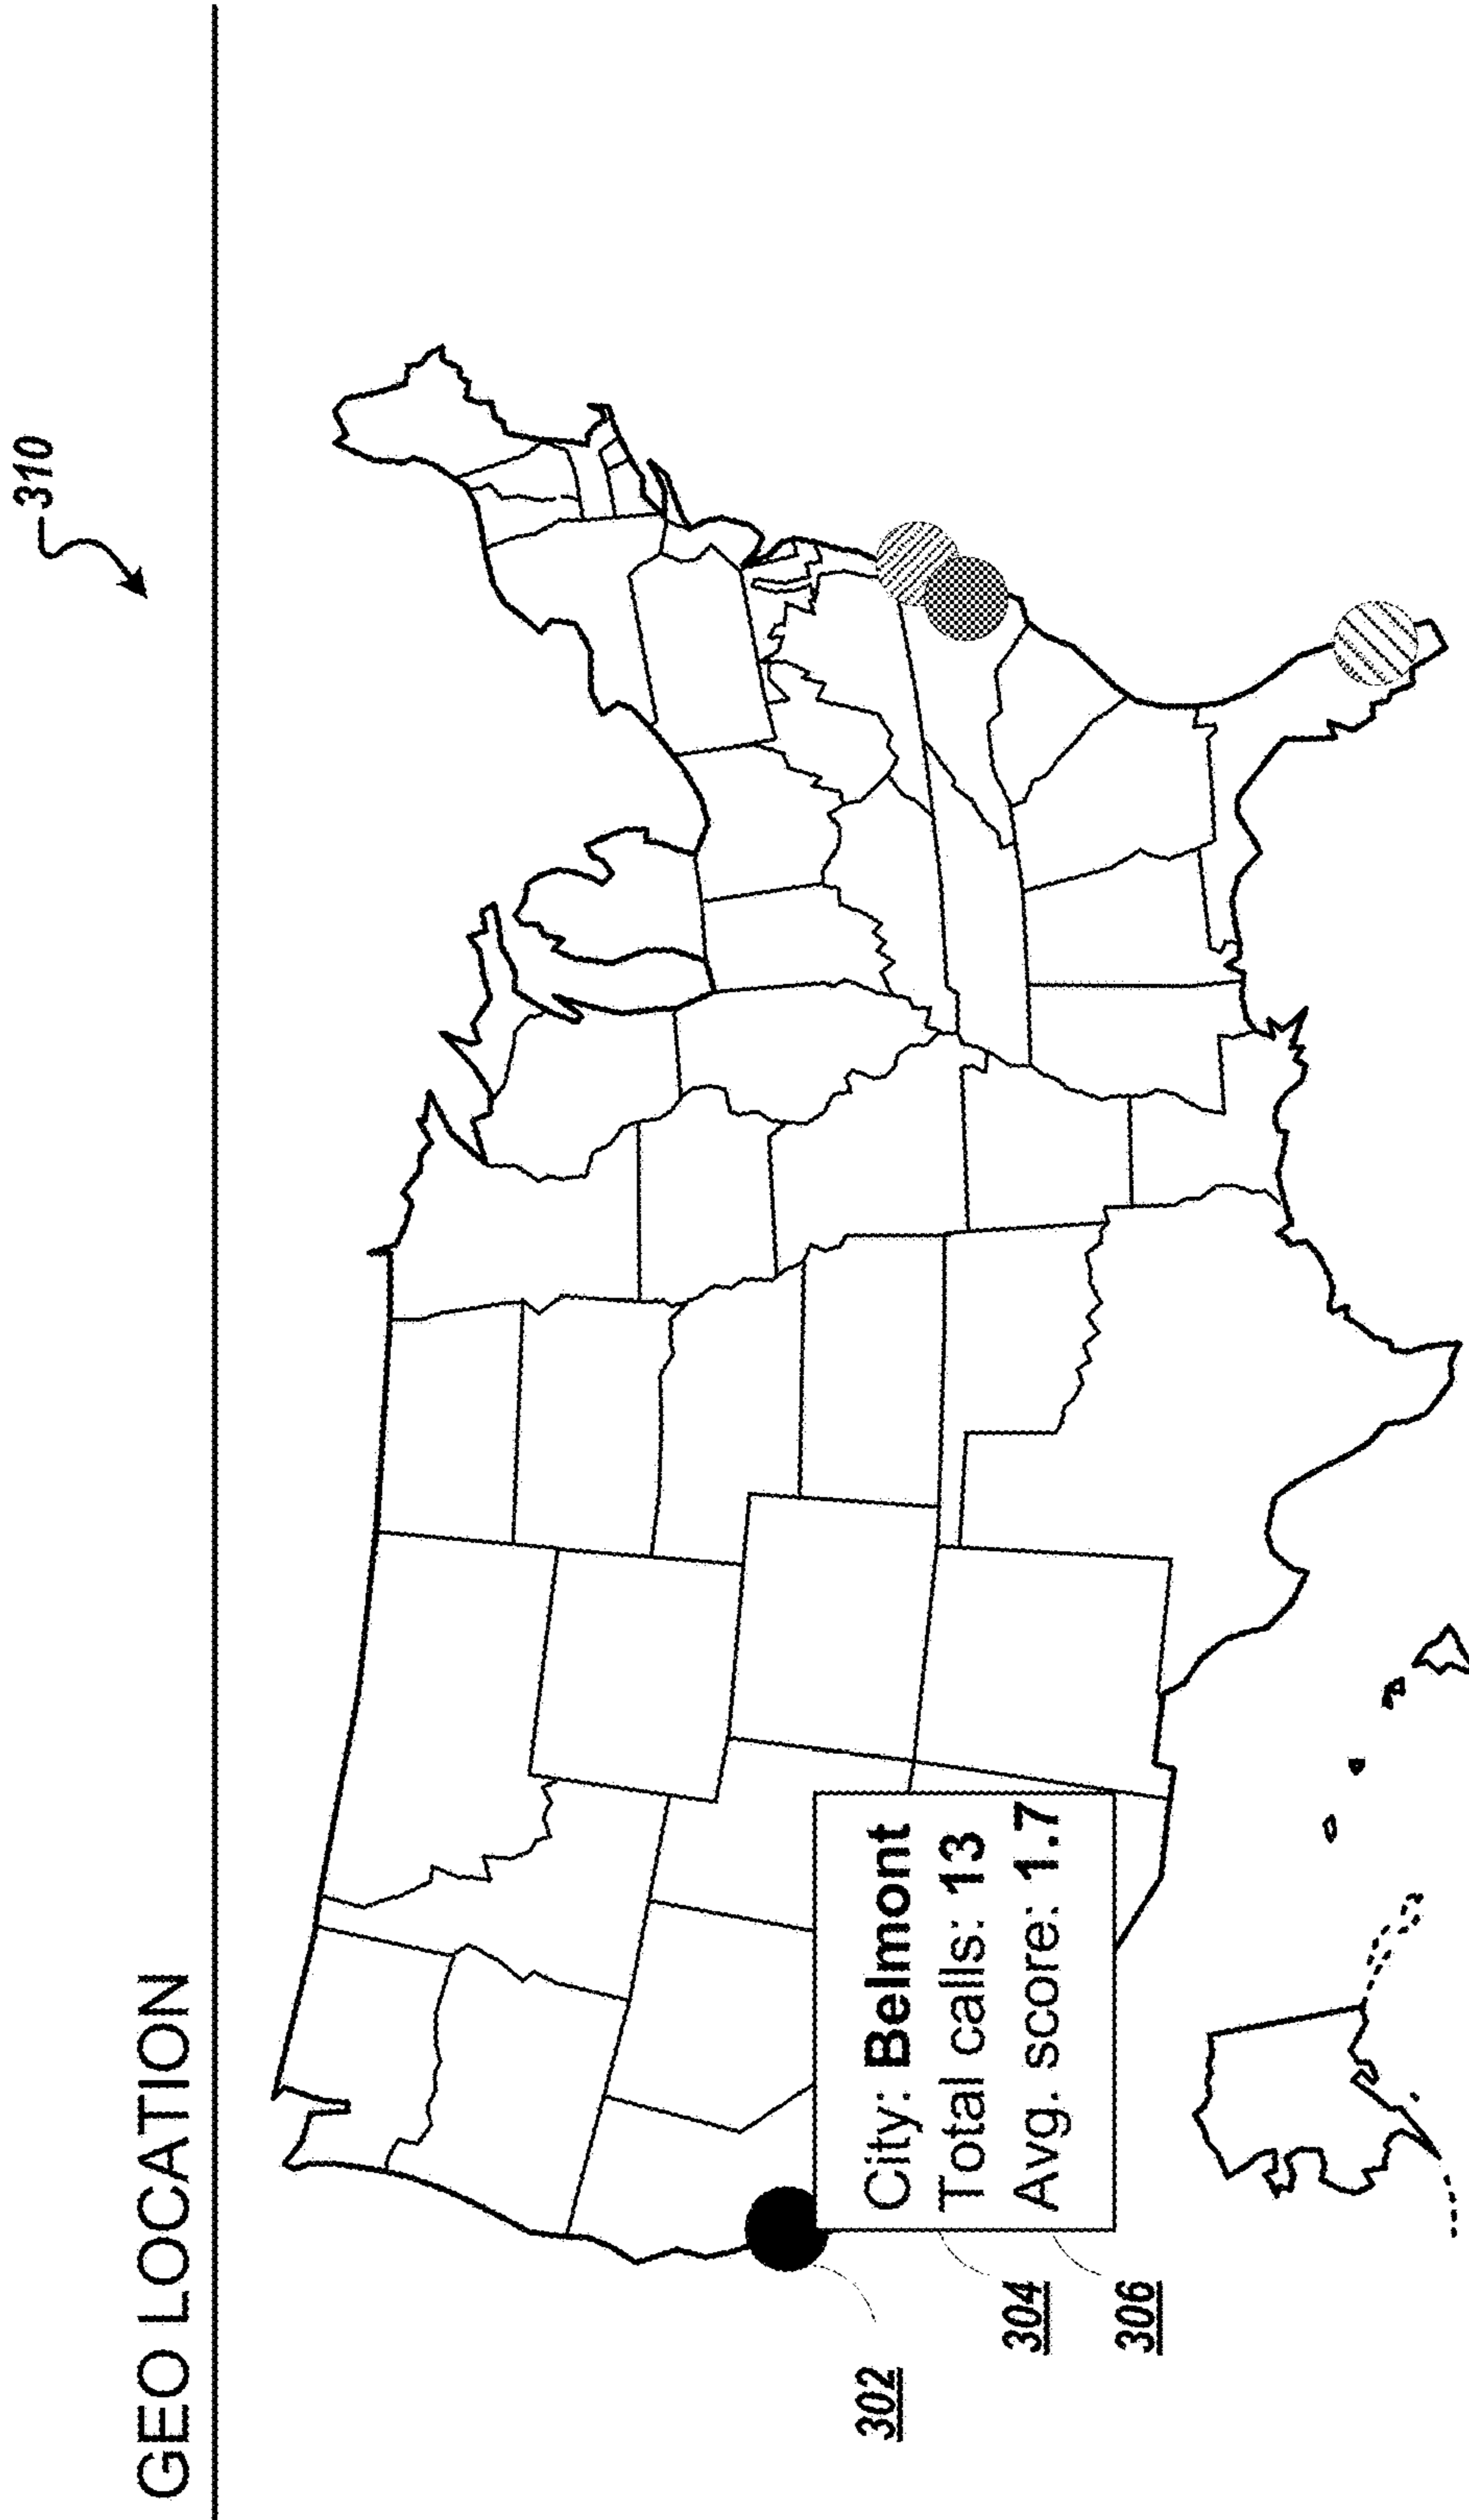 GEO LOCATION
310
City: Belmont
Total calls: 13
Avg. score: 1.7
302
304
306